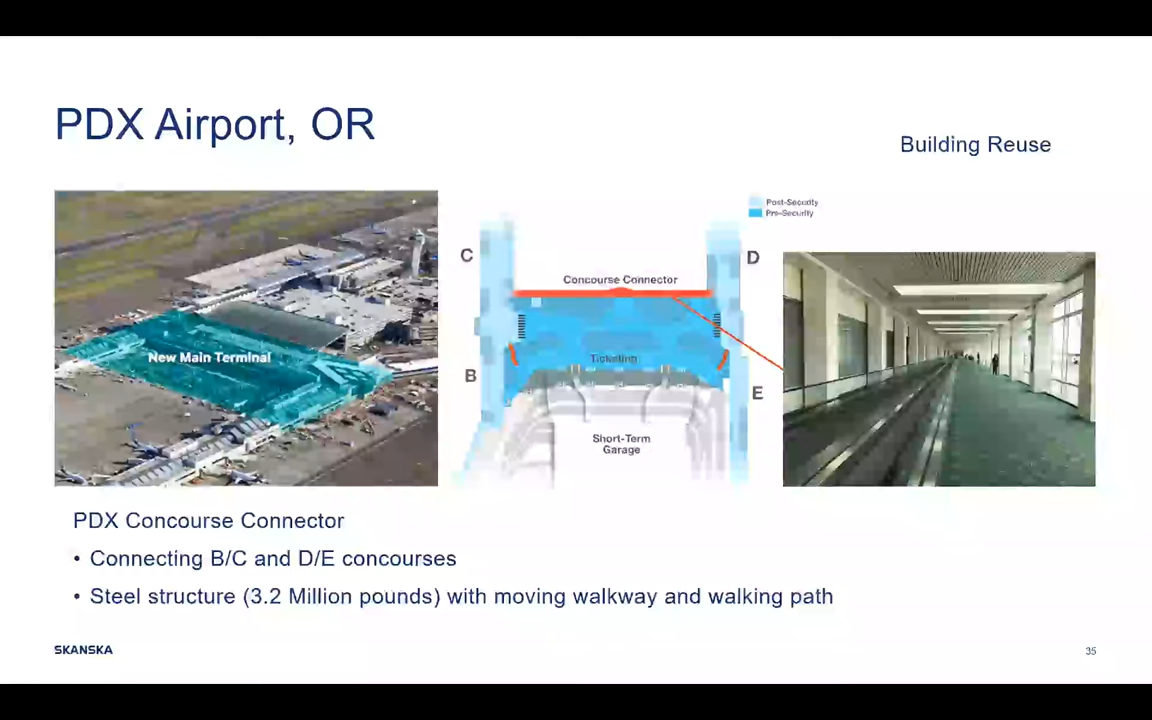 PDX Airport, OR
Building Reuse
New Main Terminal
Post-Security
Pre-Security
C
D
Concourse Connector
Ticketing
B
E
Short-Term
Garage
PDX Concourse Connector
• Connecting B/C and D/E concourses
• Steel structure (3.2 Million pounds) with moving walkway and walking path
SKANSKA
35